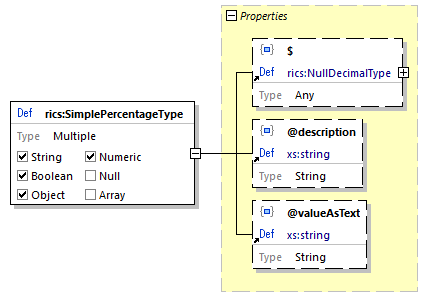 Properties
$
Def rics:NullDecimalType
Type Any
Def rics:SimplePercentageType
Type Multiple
String Numeric
Boolean Null
Object Array
@description
Def xs:string
Type String
@valueAsText
Def xs:string
Type String